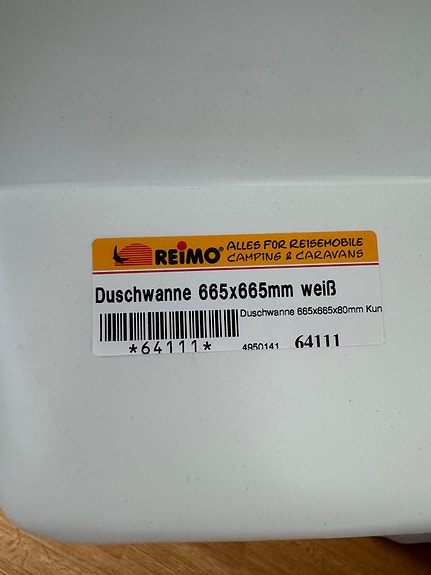 REIMO® ALLES FÜR REISEMOBILE
CAMPING & CARAVANS
Duschwanne 665x665mm weiß
Duschwanne 665x665x80mm Kun
*64111* 4950141 64111